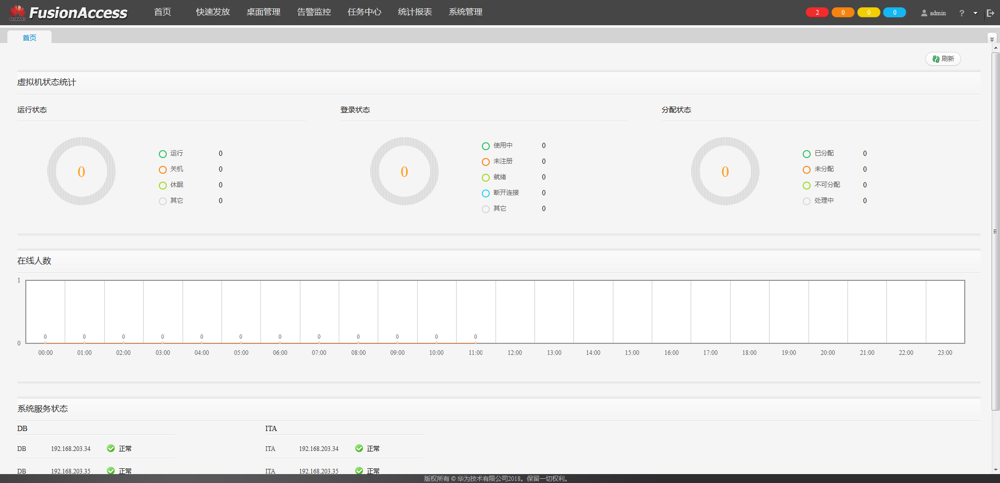 HUAWEI FusionAccess 首页 快速发放 桌面管理 告警监控 任务中心 统计报表 系统管理 2 0 0 0 admin ?
首页
刷新
虚拟机状态统计
运行状态 登录状态 分配状态
0
运行 0
关机 0
休眠 0
其它 0
0
使用中 0
未注册 0
就绪 0
断开连接 0
其它 0
0
已分配 0
未分配 0
不可分配 0
处理中 0
在线人数
1
0 0 0 0 0 0 0 0 0 0 0 0
0
00:00 01:00 02:00 03:00 04:00 05:00 06:00 07:00 08:00 09:00 10:00 11:00 12:00 13:00 14:00 15:00 16:00 17:00 18:00 19:00 20:00 21:00 22:00 23:00
系统服务状态
DB ITA
DB 192.168.203.34 正常 ITA 192.168.203.34 正常
DB 192.168.203.35 正常 ITA 192.168.203.35 正常
版权所有 © 华为技术有限公司2018。保留一切权利。